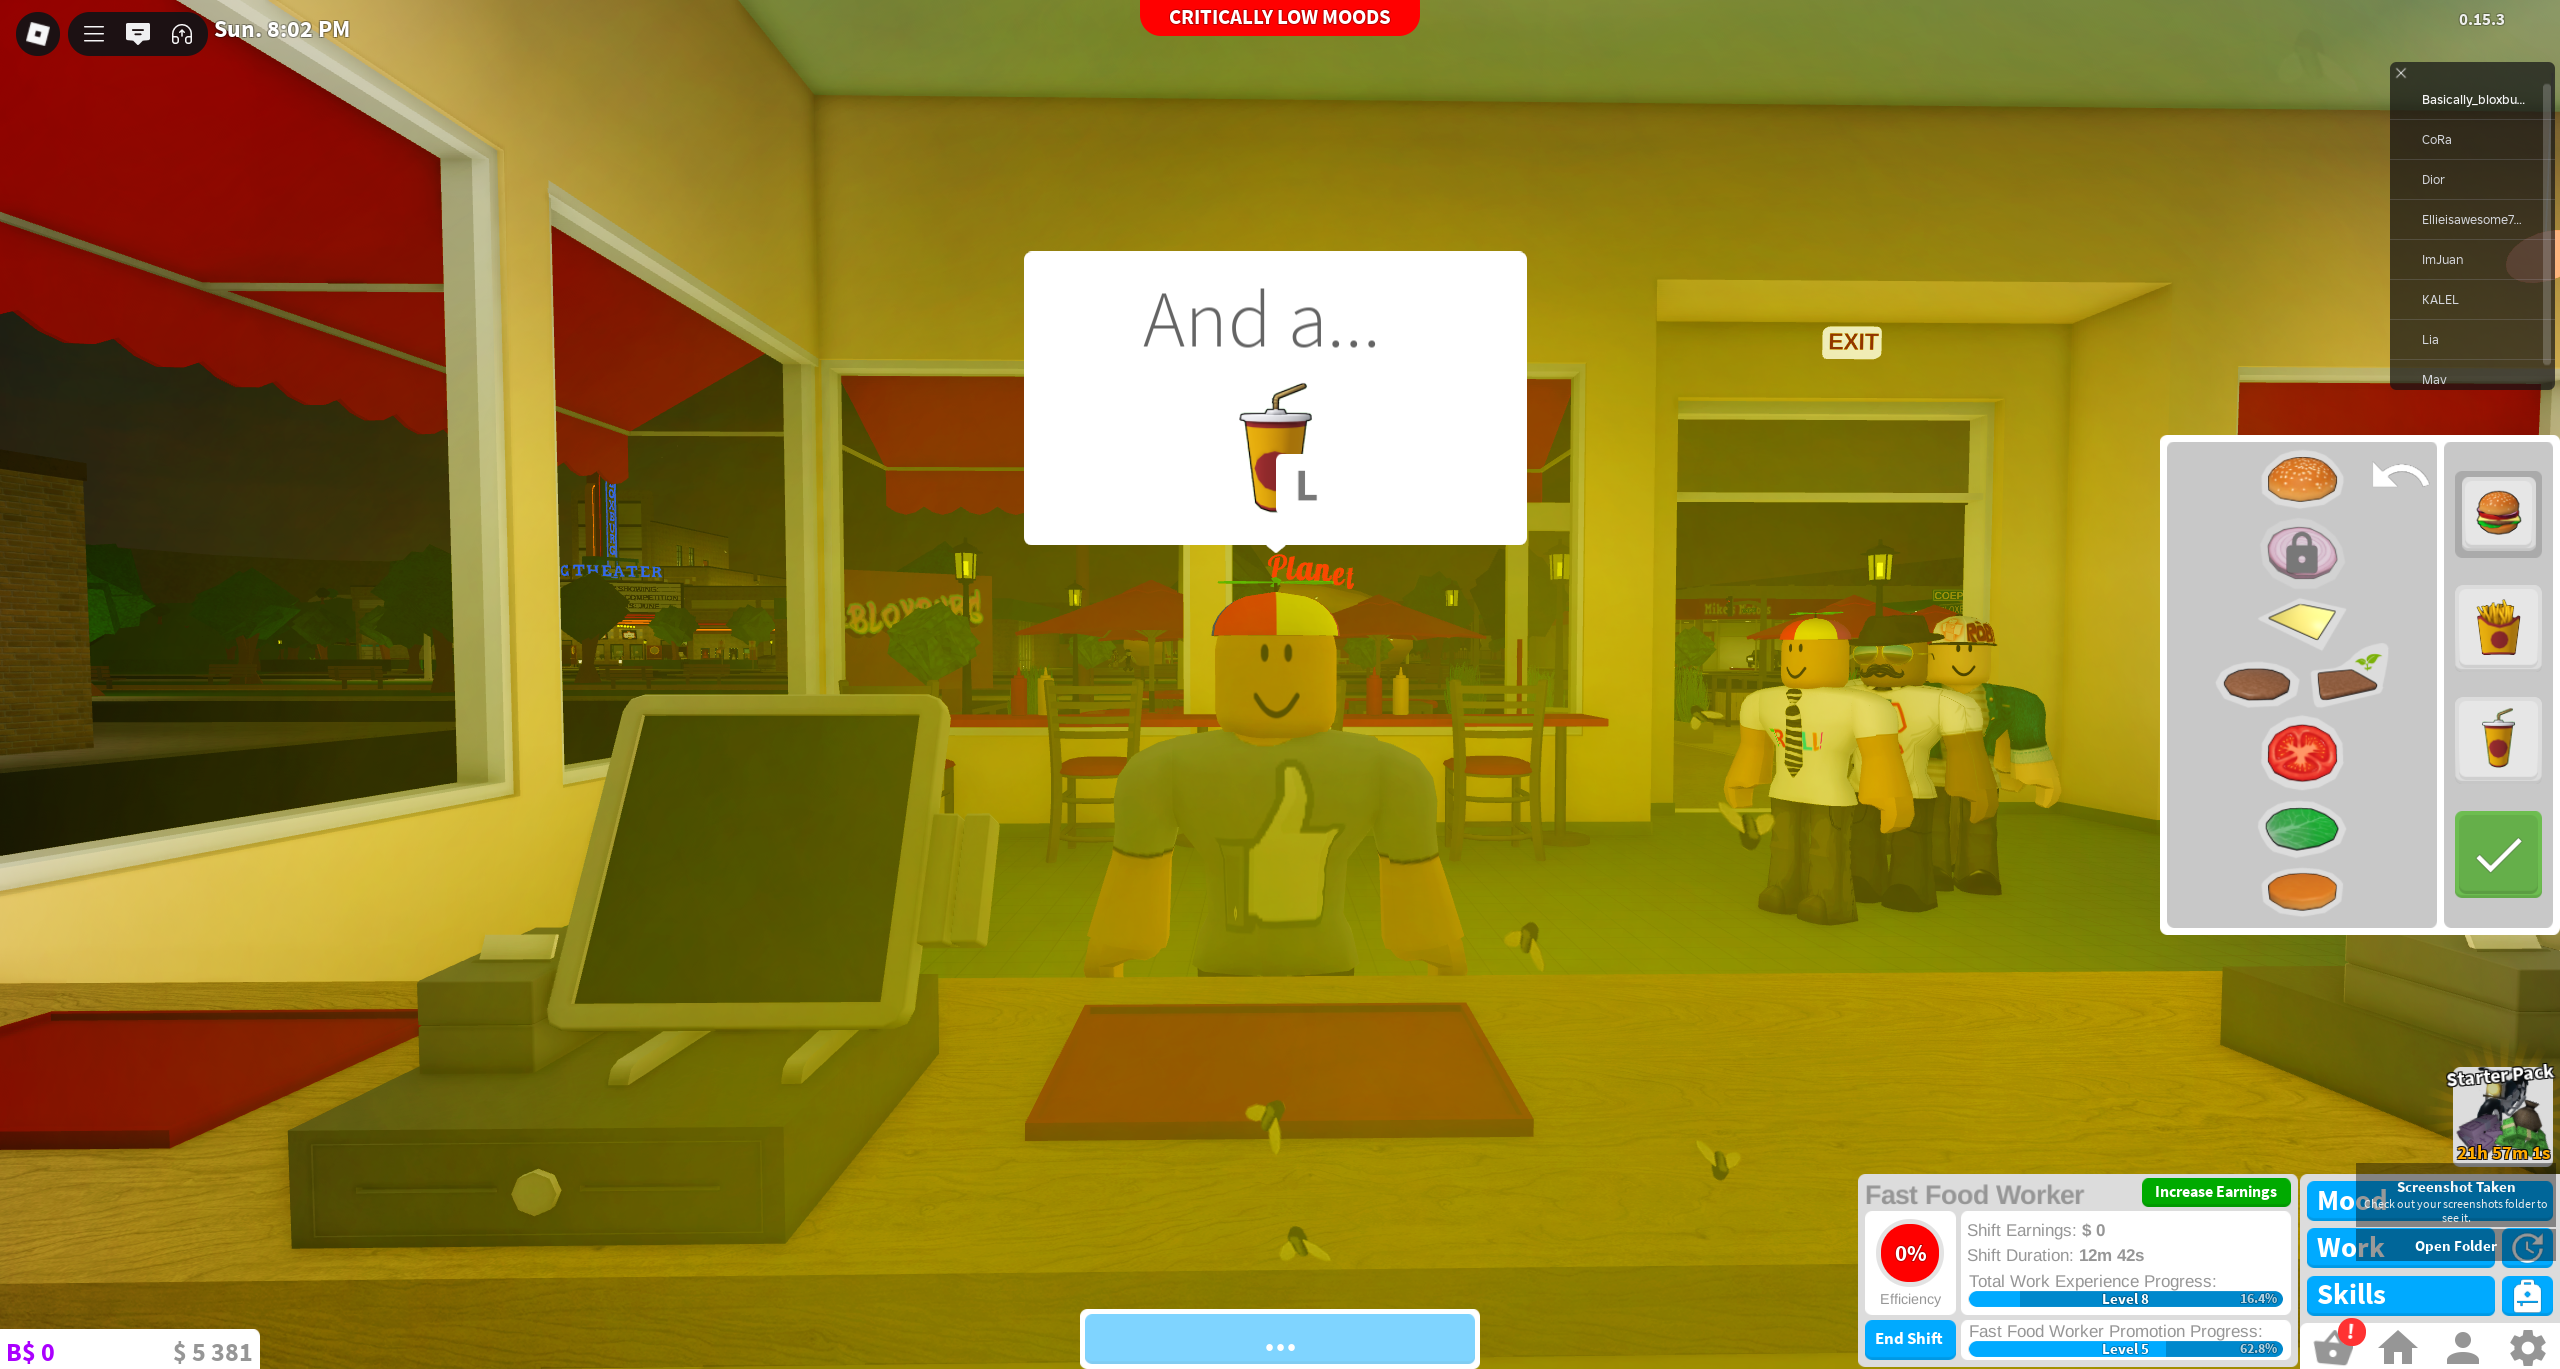 Sun. 8:02 PM
CRITICALLY LOW MOODS
0.15.3
Basically_bloxbu...
CoRa
Dior
Ellieisawesome7...
ImJuan
KALEL
Lia
May
And a...
L
EXIT
THEATER
BLOXBURG
Planet
Mike's Motors
Starter Pack
21h 57m 1s
Fast Food Worker
Increase Earnings
0%
Efficiency
Shift Earnings: $ 0
Shift Duration: 12m 42s
Total Work Experience Progress:
Level 8
16.4%
End Shift
Fast Food Worker Promotion Progress:
Level 5
62.8%
Mood
Screenshot Taken
Check out your screenshots folder to
see it.
Work
Open Folder
Skills
!
B$ 0
$ 5 381
...